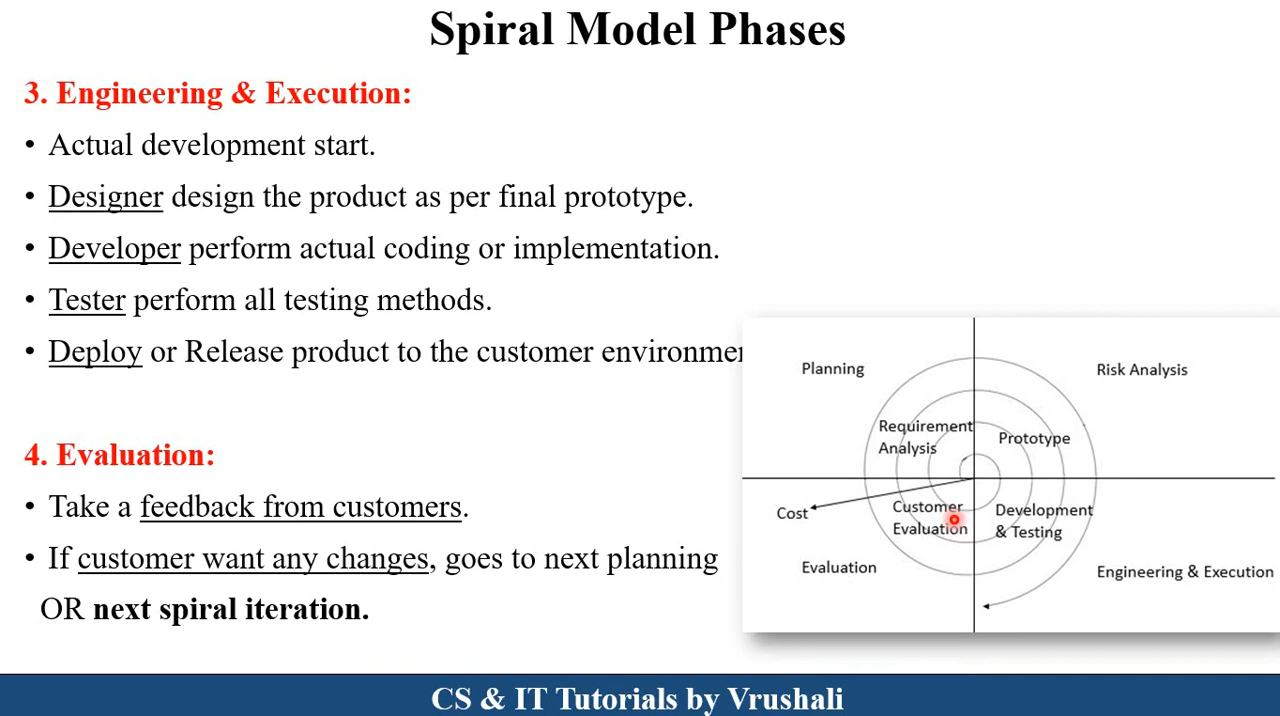 Spiral Model Phases
3. Engineering & Execution:
• Actual development start.
• Designer design the product as per final prototype.
• Developer perform actual coding or implementation.
• Tester perform all testing methods.
• Deploy or Release product to the customer environmen
4. Evaluation:
• Take a feedback from customers.
• If customer want any changes, goes to next planning
OR next spiral iteration.
Planning
Risk Analysis
Requirement
Analysis
Prototype
Cost
Customer
Evaluation
Development
& Testing
Evaluation
Engineering & Execution
CS & IT Tutorials by Vrushali